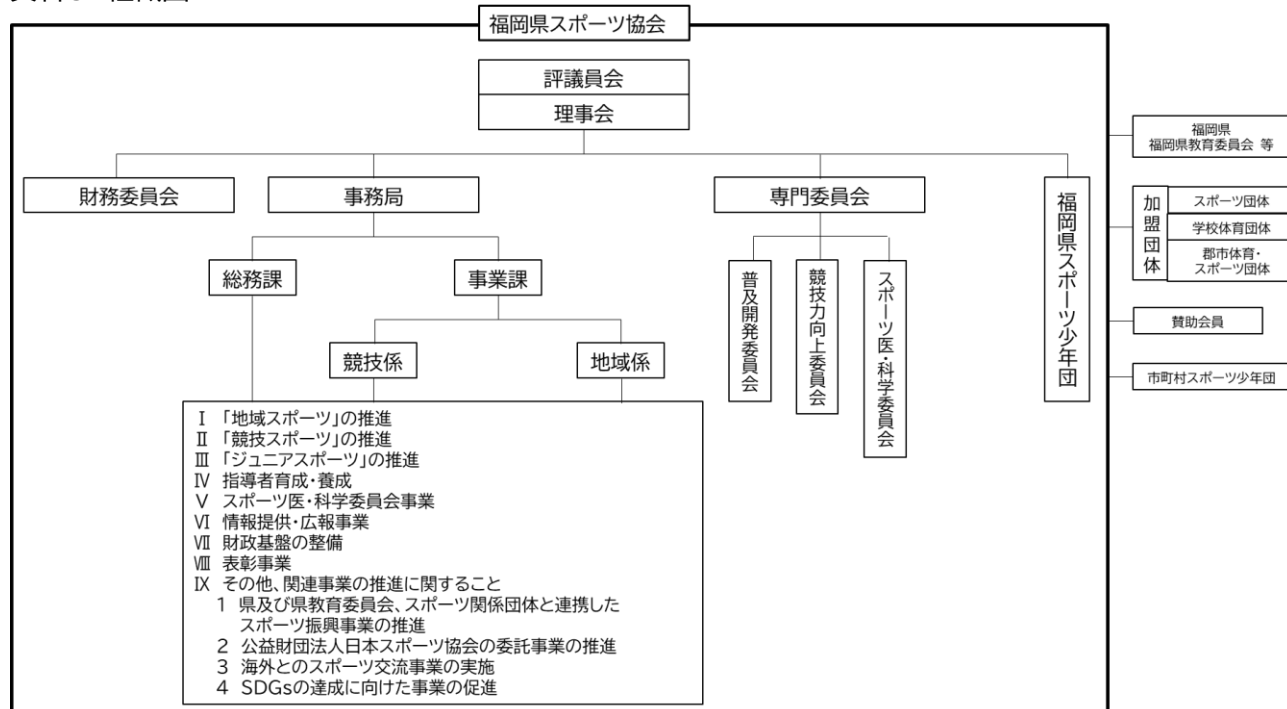 福岡県スポーツ協会
評議員会
理事会
財務委員会
事務局
専門委員会
福岡県スポーツ少年団
総務課
事業課
競技係
地域係
普及開発委員会
競技力向上委員会
スポーツ医・科学委員会
Ⅰ 「地域スポーツ」の推進
Ⅱ 「競技スポーツ」の推進
Ⅲ 「ジュニアスポーツ」の推進
Ⅳ 指導者育成・養成
Ⅴ スポーツ医・科学委員会事業
Ⅵ 情報提供・広報事業
Ⅶ 財政基盤の整備
Ⅷ 表彰事業
Ⅸ その他、関連事業の推進に関すること
1 県及び県教育委員会、スポーツ関係団体と連携した
スポーツ振興事業の推進
2 公益財団法人日本スポーツ協会の委託事業の推進
3 海外とのスポーツ交流事業の実施
4 SDGsの達成に向けた事業の促進
福岡県
福岡県教育委員会 等
加盟団体
スポーツ団体
学校体育団体
郡市体育・
スポーツ団体
賛助会員
市町村スポーツ少年団